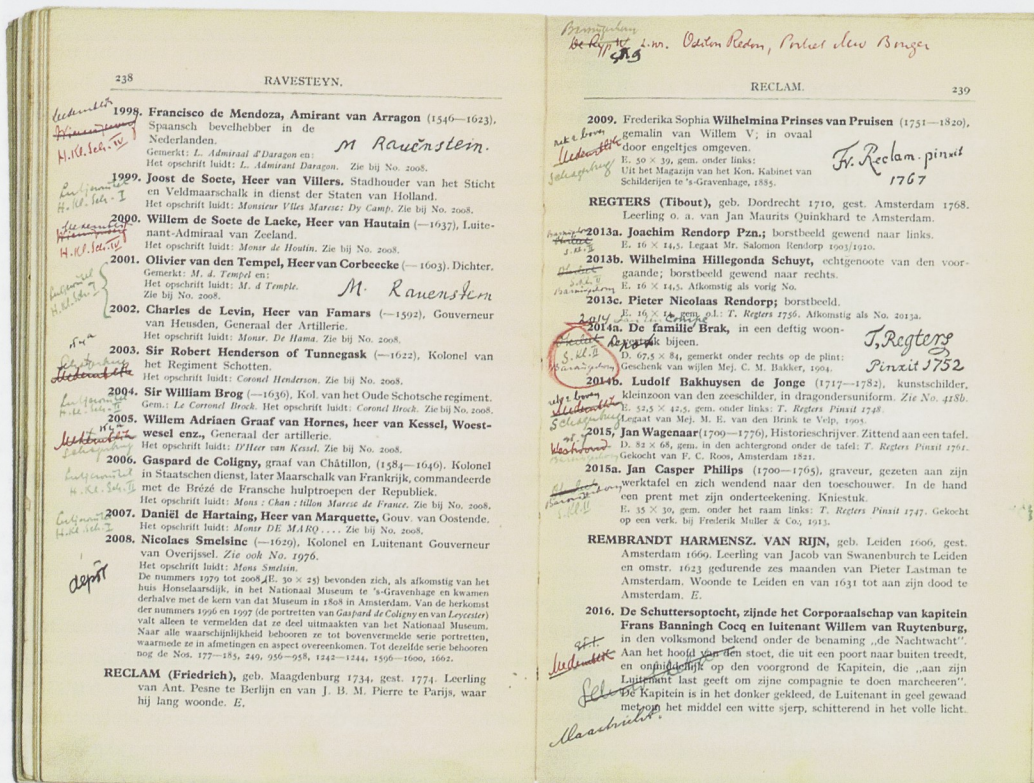 238
RAVESTEYN.
1998. Francisco de Mendoza, Amirant van Arragon (1546—1623),
Spaansch bevelhebber in de
Nederlanden.
M Rauenstein.
Gemerkt: L. Admiraal d'Daragon en:
Het opschrift luidt: L. Admirant Daragon. Zie bij No. 2008.
H. Kl. Sch. IV
1999. Joost de Soete, Heer van Villers. Stadhouder van het Sticht
en Veldmaarschalk in dienst der Staten van Holland.
Het opschrift luidt: Monsieur Vlles Maresc: Dy Camp. Zie bij No. 2008.
H. Kl. Sch. I
2000. Willem de Soete de Lacke, Heer van Hautain (—1637), Luite-
nant-Admiraal van Zeeland.
Het opschrift luidt: Monsr de Houtin. Zie bij No. 2008.
H. Kl. Sch. IV
2001. Olivier van den Tempel, Heer van Corbeecke (—1603). Dichter,
Gemerkt: M. d. Tempel en:
Het opschrift luidt: M. d Temple.
Zie bij No. 2008.
M. Rauenstein
2002. Charles de Levin, Heer van Famars (—1592), Gouverneur
van Heusden, Generaal der Artillerie.
Het opschrift luidt: Monsr. De Hama. Zie bij No. 2008.
2003. Sir Robert Henderson of Tunnegask (—1622), Kolonel van
het Regiment Schotten.
Het opschrift luidt: Coronel Henderson. Zie bij No. 2008.
2004. Sir William Brog (—1636), Kol. van het Oude Schotsche regiment.
Gem.: Le Corronel Brock. Het opschrift luidt: Coronel Brock. Zie bij No. 2008.
2005. Willem Adriaen Graaf van Hornes, heer van Kessel, Woest-
wesel enz., Generaal der artillerie.
Het opschrift luidt: D'Heer van Kessel. Zie bij No. 2008.
2006. Gaspard de Coligny, graaf van Châtillon, (1584—1646). Kolonel
in Staatschen dienst, later Maarschalk van Frankrijk, commandeerde
met de Brézé de Fransche hulptroepen der Republiek.
Het opschrift luidt: Mons : Chan : tillon Maresc de France. Zie bij No. 2008.
H. Kl. Sch. II
2007. Daniël de Hartaing, Heer van Marquette, Gouv. van Oostende.
Het opschrift luidt: Monsr DE MARQ.... Zie bij No. 2008.
H. Kl. Sch. I
2008. Nicolaes Smelsinc (—1629), Kolonel en Luitenant Gouverneur
van Overijssel. Zie ook No. 1976.
Het opschrift luidt: Mons Smelsin.
depôt
De nummers 1979 tot 2008 (E. 30 × 25) bevonden zich, als afkomstig van het
huis Honselaarsdijk, in het Nationaal Museum te 's-Gravenhage en kwamen
derhalve met de kern van dat Museum in 1808 in Amsterdam. Van de herkomst
der nummers 1996 en 1997 (de portretten van Gaspard de Coligny en van Leycester)
valt alleen te vermelden dat ze deel uitmaakten van het Nationaal Museum.
Naar alle waarschijnlijkheid behooren ze tot bovenvermelde serie portretten,
waarmede ze in afmetingen en aspect overeenkomen. Tot dezelfde serie behooren
nog de Nos. 177—185, 249, 956—958, 1242—1244, 1596—1600, 1662.
RECLAM (Friedrich), geb. Maagdenburg 1734, gest. 1774. Leerling
van Ant. Pesne te Berlijn en van J. B. M. Pierre te Parijs, waar
hij lang woonde. E.
Odilon Redon, Portret Mev Bonger
RECLAM.
239
2009. Frederika Sophia Wilhelmina Prinses van Pruisen (1751—1820),
gemalin van Willem V; in ovaal
door engeltjes omgeven.
E. 50 × 39, gem. onder links:
Uit het Magazijn van het Kon. Kabinet van
Schilderijen te 's-Gravenhage, 1885.
Fr. Reclam. pinxit
1767
REGTERS (Tibout), geb. Dordrecht 1710, gest. Amsterdam 1768.
Leerling o. a. van Jan Maurits Quinkhard te Amsterdam.
2013a. Joachim Rendorp Pzn.; borstbeeld gewend naar links.
E. 16 × 14,5. Legaat Mr. Salomon Rendorp 1903/1910.
2013b. Wilhelmina Hillegonda Schuyt, echtgenoote van den voor-
gaande; borstbeeld gewend naar rechts.
E. 16 × 14,5. Afkomstig als vorig No.
2013c. Pieter Nicolaas Rendorp; borstbeeld.
E. 16 × 14, gem. o.l.: T. Regters 1756. Afkomstig als No. 2013a.
2014
2014a. De familie Brak, in een deftig woon-
vertrek bijeen.
D. 67,5 × 84, gemerkt onder rechts op de plint:
Geschenk van wijlen Mej. C. M. Bakker, 1904.
T, Regters
Pinxit 1752
S. Kl. II
2014b. Ludolf Bakhuysen de Jonge (1717—1782), kunstschilder,
kleinzoon van den zeeschilder, in dragondersuniform. Zie No. 418b.
E. 52,5 × 42,5, gem. onder links: T. Regters Pinxit 1748.
Legaat van Mej. M. E. van den Brink te Velp, 1905.
2015. Jan Wagenaar (1709—1776), Historieschrijver. Zittend aan een tafel.
D. 82 × 68, gem. in den achtergrond onder de tafel: T. Regters Pinxit 1761.
Gekocht van F. C. Roos, Amsterdam 1821.
2015a. Jan Casper Philips (1700—1765), graveur, gezeten aan zijn
werktafel en zich wendend naar den toeschouwer. In de hand
een prent met zijn onderteekening. Kniestuk.
E. 35 × 30, gem. onder het raam links: T. Regters Pinxit 1747. Gekocht
op een verk. bij Frederik Muller & Co., 1913.
REMBRANDT HARMENSZ. VAN RIJN, geb. Leiden 1606, gest.
Amsterdam 1669. Leerling van Jacob van Swanenburch te Leiden
en omstr. 1623 gedurende zes maanden van Pieter Lastman te
Amsterdam. Woonde te Leiden en van 1631 tot aan zijn dood te
Amsterdam. E.
2016. De Schuttersoptocht, zijnde het Corporaalschap van kapitein
Frans Banningh Cocq en luitenant Willem van Ruytenburg,
in den volksmond bekend onder de benaming „de Nachtwacht".
Aan het hoofd van den stoet, die uit een poort naar buiten treedt,
en onmiddelijk op den voorgrond de Kapitein, die „aan zijn
Luitenant last geeft om zijne compagnie te doen marcheeren".
De Kapitein is in het donker gekleed, de Luitenant in geel gewaad
met om het middel een witte sjerp, schitterend in het volle licht.
Medemblik
Maastricht.